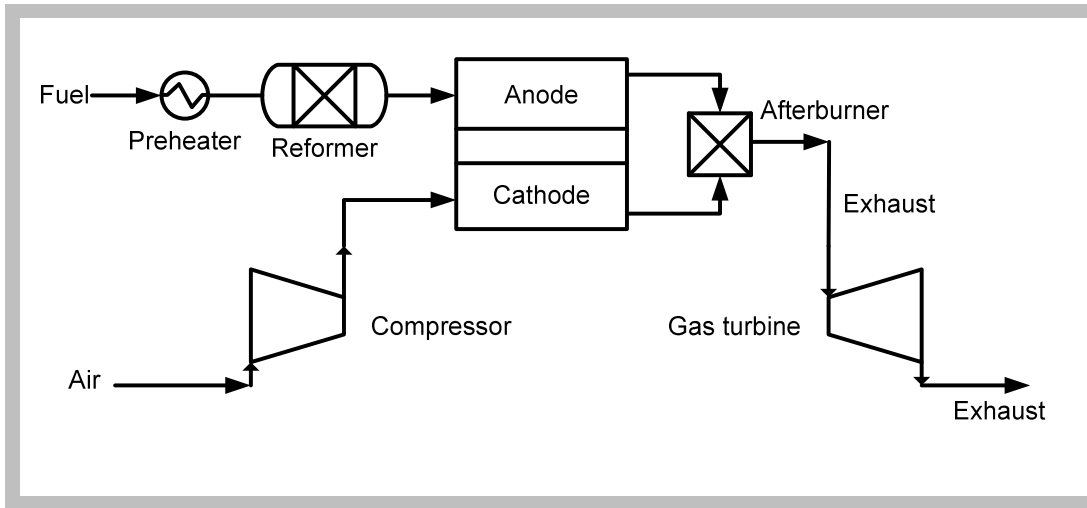 Fuel
Preheater
Reformer
Anode
Cathode
Afterburner
Exhaust
Compressor
Gas turbine
Air
Exhaust